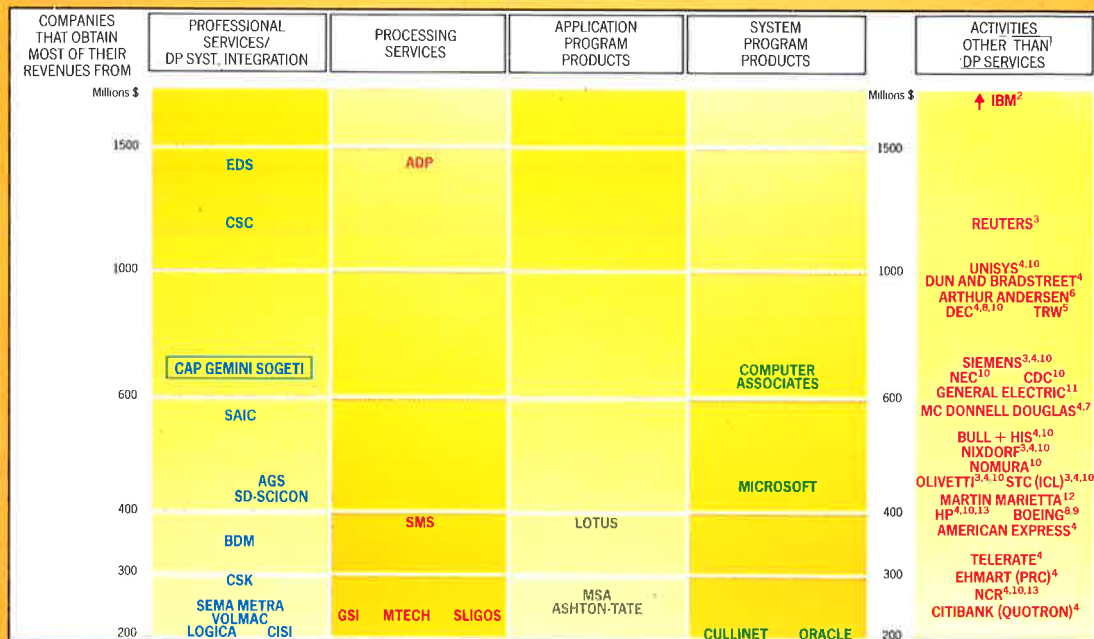 COMPANIES
THAT OBTAIN
MOST OF THEIR
REVENUES FROM
PROFESSIONAL
SERVICES/
DP SYST. INTEGRATION
PROCESSING
SERVICES
APPLICATION
PROGRAM
PRODUCTS
SYSTEM
PROGRAM
PRODUCTS
ACTIVITIES
OTHER THAN¹
DP SERVICES
Millions $
1500
1000
600
400
300
200
EDS
CSC
CAP GEMINI SOGETI
SAIC
AGS
SD-SCICON
BDM
CSK
SEMA METRA
VOLMAC
LOGICA CISI
ADP
SMS
GSI MTECH SLIGOS
LOTUS
MSA
ASHTON-TATE
COMPUTER
ASSOCIATES
MICROSOFT
CULLINET ORACLE
Millions $
1500
1000
600
400
300
200
↑ IBM²
REUTERS³
UNISYS⁴,¹⁰
DUN AND BRADSTREET⁴
ARTHUR ANDERSEN⁶
DEC⁴,⁸,¹⁰ TRW⁵
SIEMENS³,⁴,¹⁰
NEC¹⁰ CDC¹⁰
GENERAL ELECTRIC¹¹
MC DONNELL DOUGLAS⁴,⁷
BULL + HIS⁴,¹⁰
NIXDORF³,⁴,¹⁰
NOMURA¹⁰
OLIVETTI³,⁴,¹⁰ STC (ICL)³,⁴,¹⁰
MARTIN MARIETTA¹²
HP⁴,¹⁰,¹³ BOEING⁸,⁹
AMERICAN EXPRESS⁴
TELERATE⁴
EHMART (PRC)⁴
NCR⁴,¹⁰,¹³
CITIBANK (QUOTRON)⁴